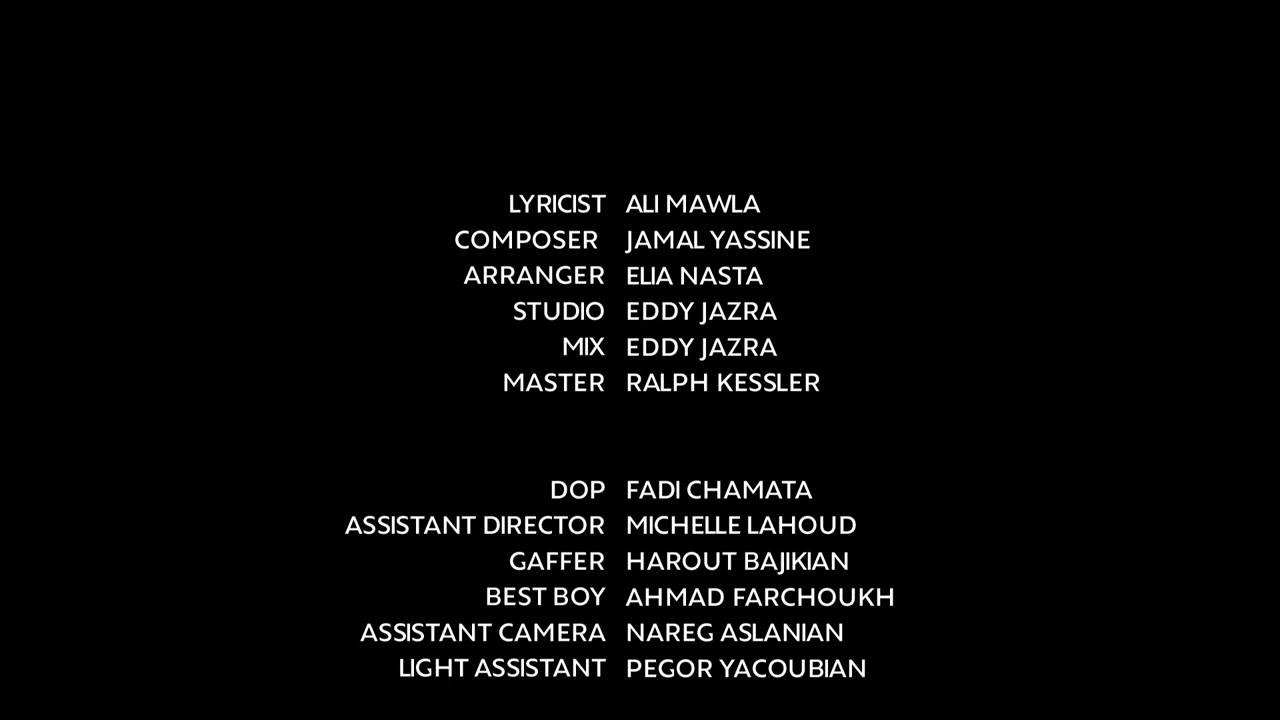 LYRICIST ALI MAWLA
COMPOSER JAMAL YASSINE
ARRANGER ELIA NASTA
STUDIO EDDY JAZRA
MIX EDDY JAZRA
MASTER RALPH KESSLER
DOP FADI CHAMATA
ASSISTANT DIRECTOR MICHELLE LAHOUD
GAFFER HAROUT BAJIKIAN
BEST BOY AHMAD FARCHOUKH
ASSISTANT CAMERA NAREG ASLANIAN
LIGHT ASSISTANT PEGOR YACOUBIAN